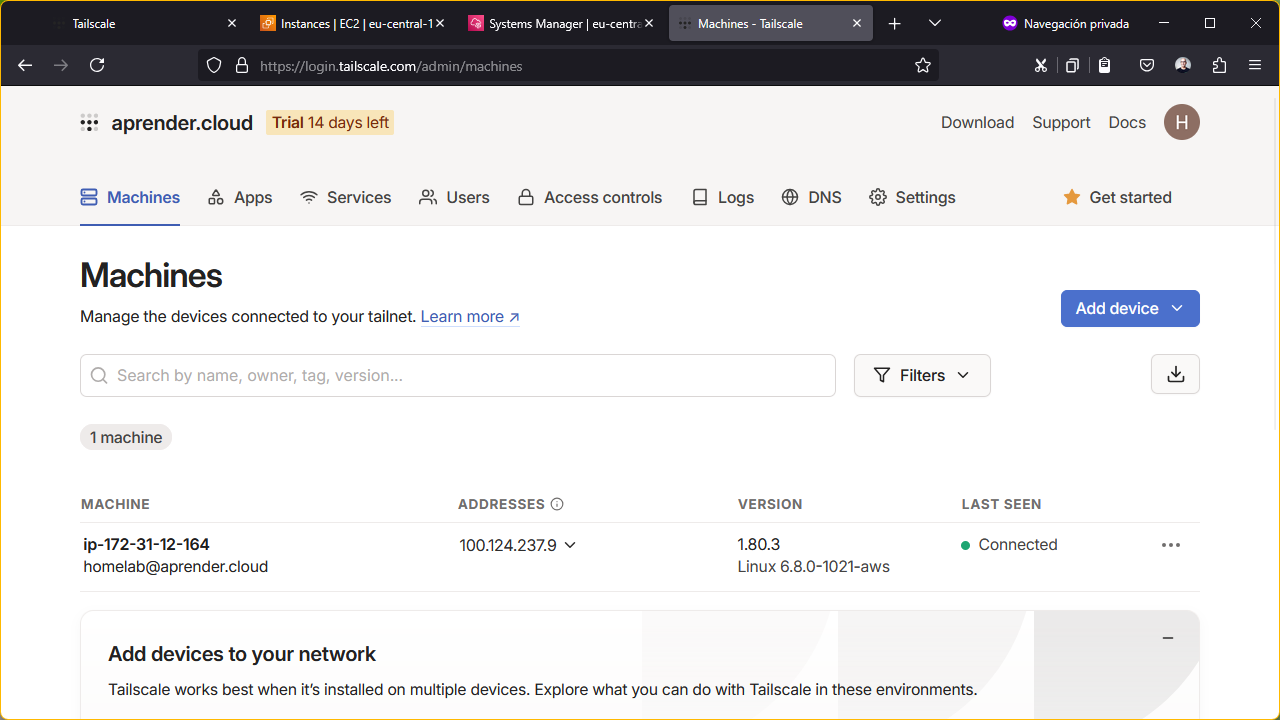 Tailscale
Instances | EC2 | eu-central-1
Systems Manager | eu-centra
Machines - Tailscale
Navegación privada
https://login.tailscale.com/admin/machines
aprender.cloud
Trial 14 days left
Download
Support
Docs
H
Machines
Apps
Services
Users
Access controls
Logs
DNS
Settings
Get started
Machines
Manage the devices connected to your tailnet. Learn more ↗
Add device
Search by name, owner, tag, version...
Filters
1 machine
MACHINE
ADDRESSES
VERSION
LAST SEEN
ip-172-31-12-164
100.124.237.9
1.80.3
Connected
homelab@aprender.cloud
Linux 6.8.0-1021-aws
Add devices to your network
Tailscale works best when it’s installed on multiple devices. Explore what you can do with Tailscale in these environments.